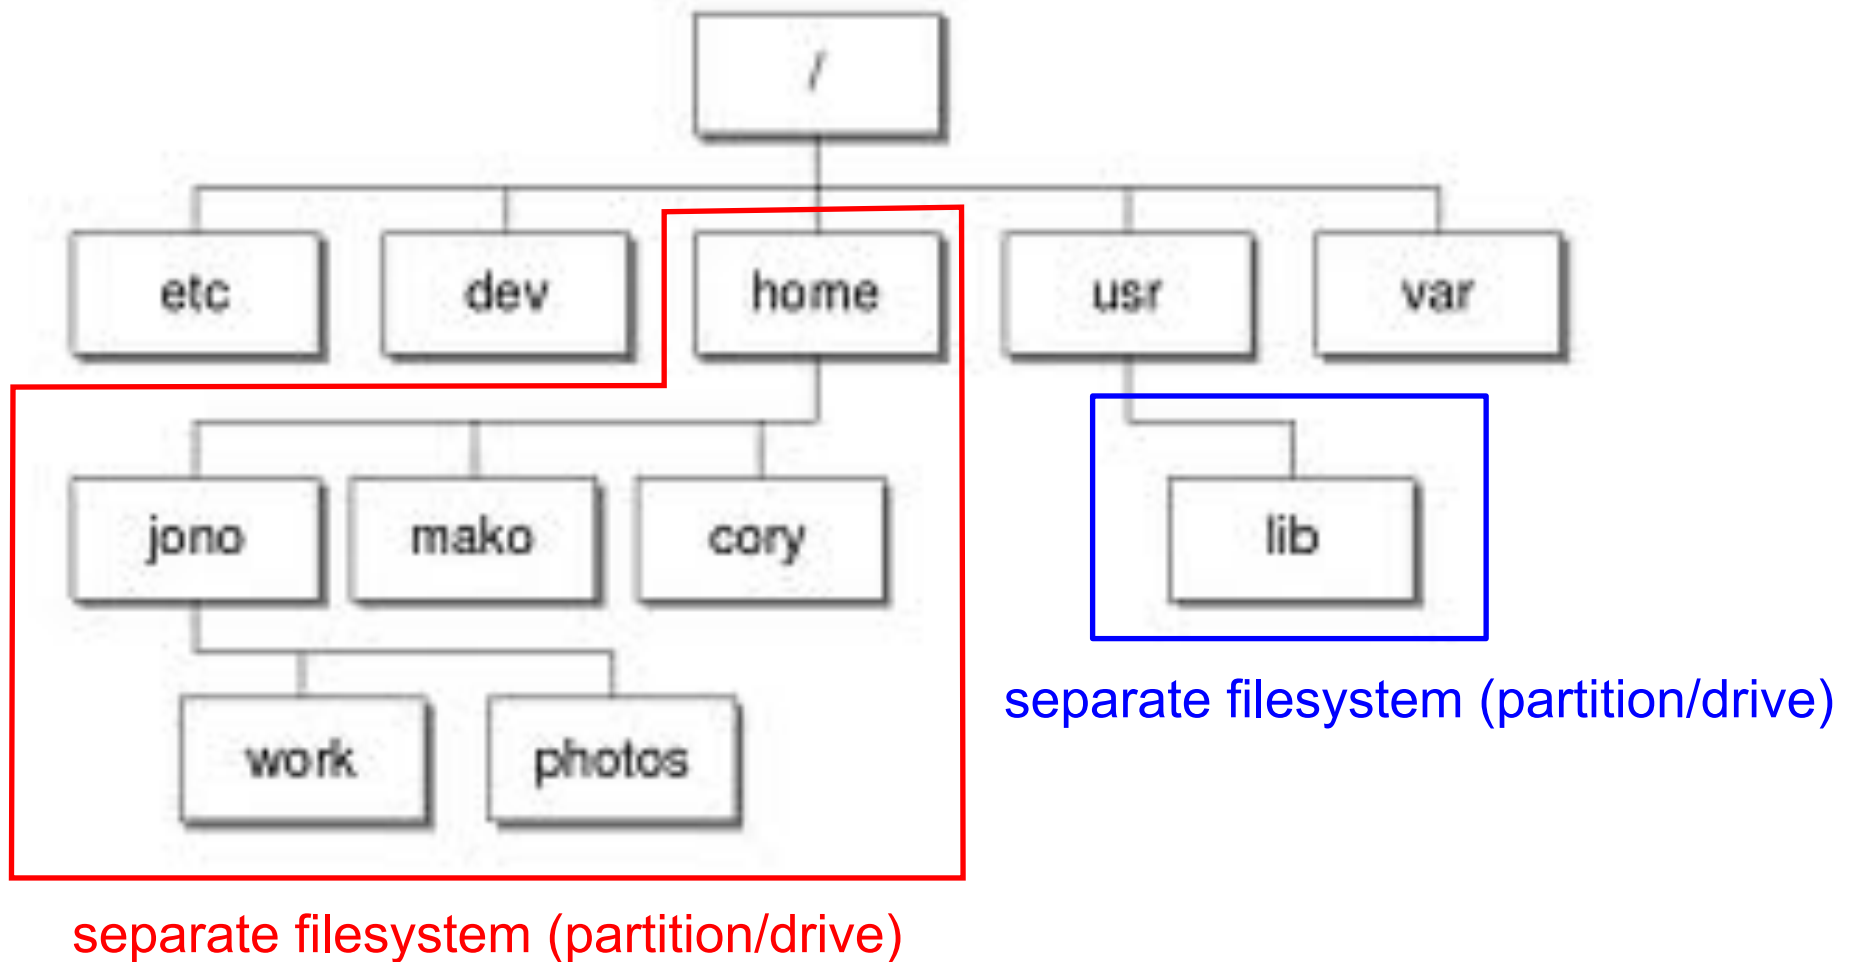 /
etc
dev
home
usr
var
jono
mako
cory
lib
work
photos
separate filesystem (partition/drive)
separate filesystem (partition/drive)